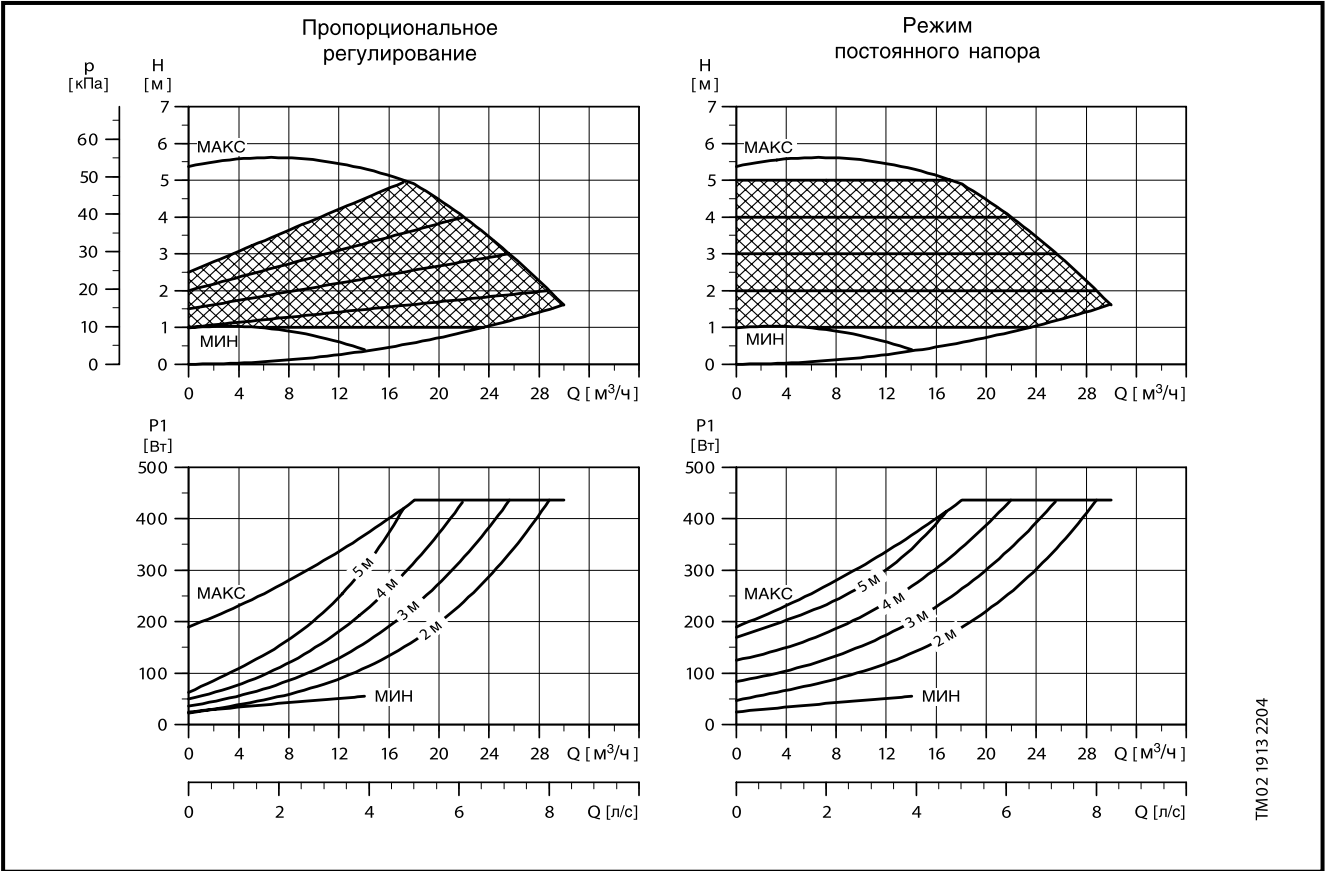 Пропорциональное
регулирование
Режим
постоянного напора
p
[кПа]
H
[м]
H
[м]
7
6
5
4
3
2
1
0
60
50
40
30
20
10
0
МАКС
МИН
0 4 8 12 16 20 24 28 Q [м³/ч]
7
6
5
4
3
2
1
0
МАКС
МИН
0 4 8 12 16 20 24 28 Q [м³/ч]
P1
[Вт]
500
400
300
200
100
0
МАКС
5 м
4 м
3 м
2 м
МИН
0 4 8 12 16 20 24 28 Q [м³/ч]
0 2 4 6 8 Q [л/с]
P1
[Вт]
500
400
300
200
100
0
МАКС
5 м
4 м
3 м
2 м
МИН
0 4 8 12 16 20 24 28 Q [м³/ч]
0 2 4 6 8 Q [л/с]
TM02 1913 2204